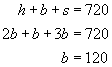 h + b + s = 720
2b + b + 3b = 720
b = 120